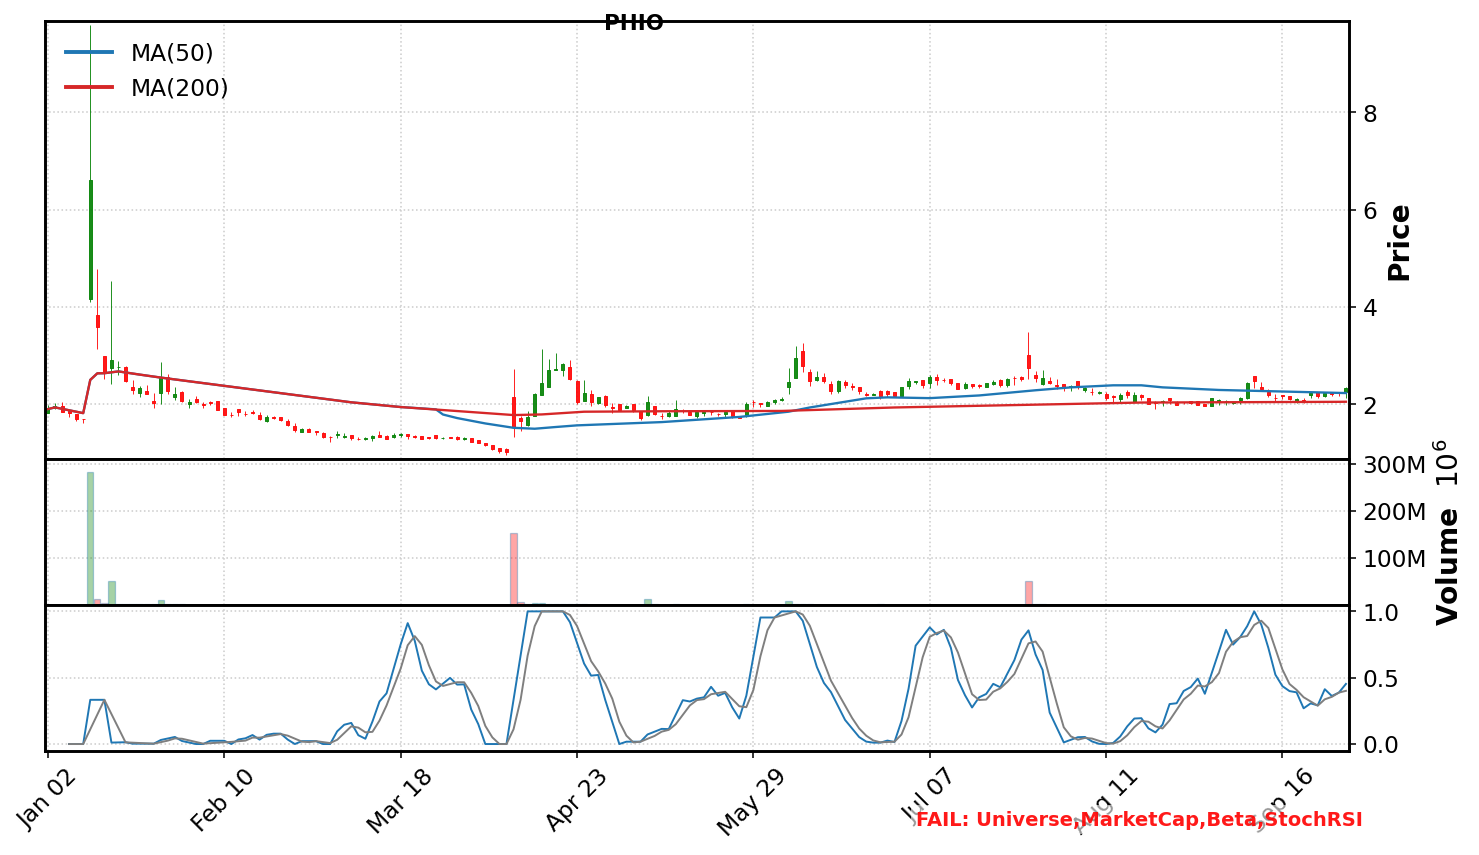 PHIO
MA(50)
MA(200)
8
6
4
2
Price
300M
200M
100M
Volume 10^6
1.0
0.5
0.0
Jan 02
Feb 10
Mar 18
Apr 23
May 29
Jul 07
Aug 11
Sep 16
FAIL: Universe,MarketCap,Beta,StochRSI